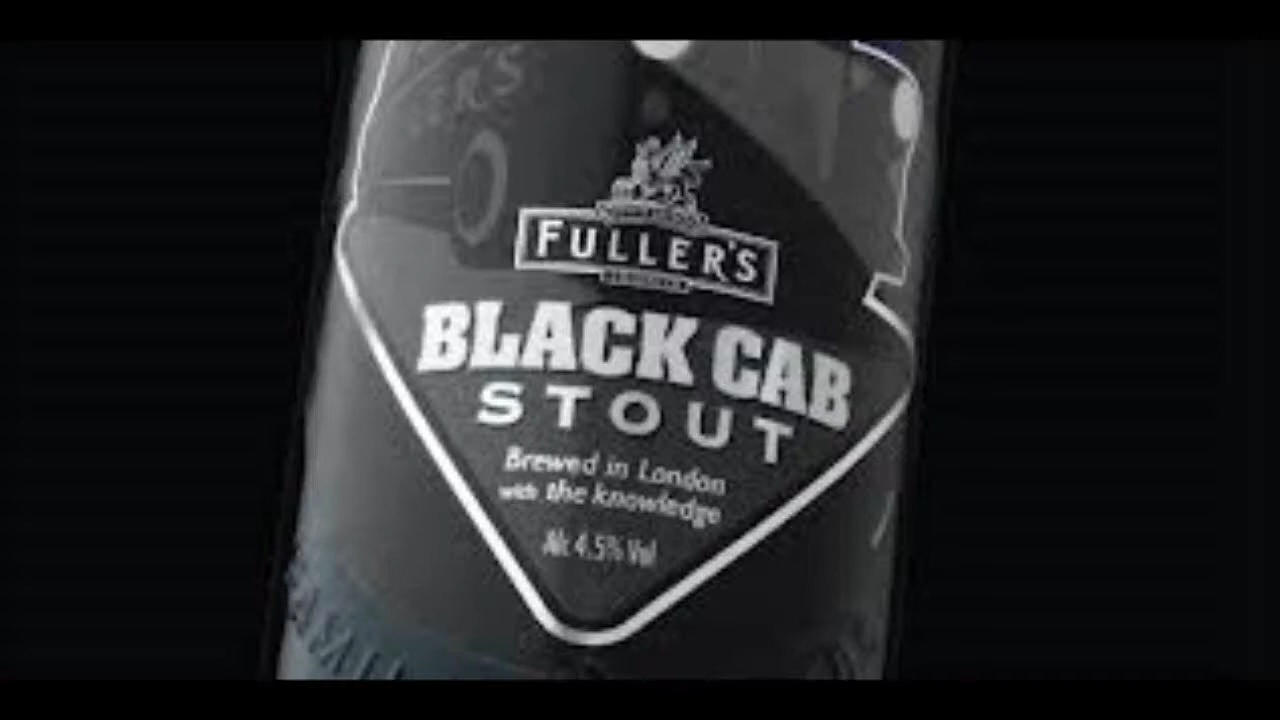 FULLER'S
BLACK CAB
STOUT
Brewed in London
with the knowledge
Alc 4.5% Vol